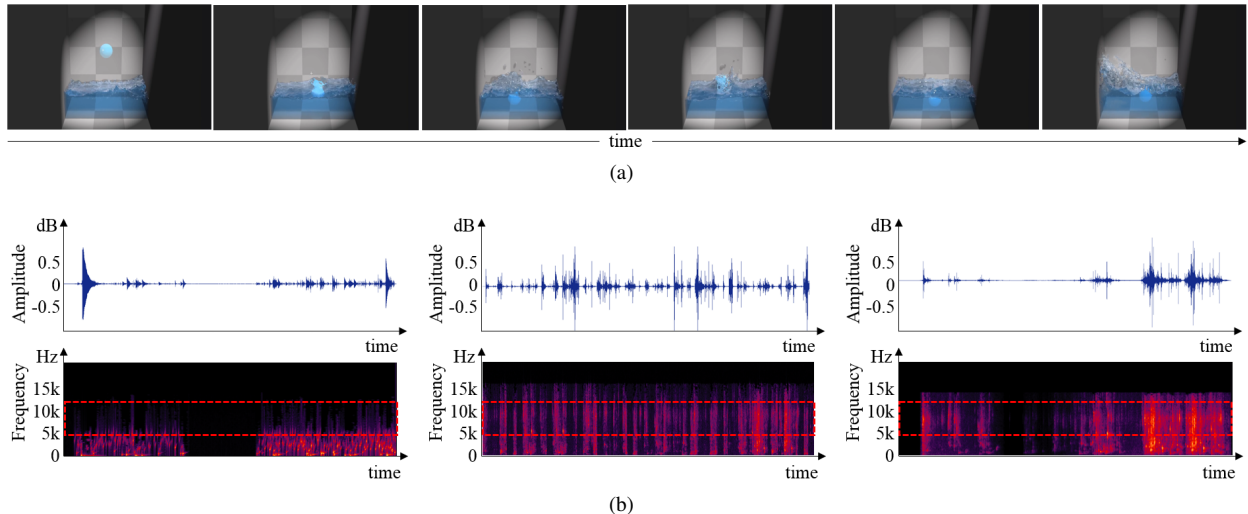 time
(a)
dB
Amplitude
0.5
0
-0.5
time
Hz
Frequency
15k
10k
5k
0
time
dB
Amplitude
0.5
0
-0.5
time
Hz
Frequency
15k
10k
5k
0
time
dB
Amplitude
0.5
0
-0.5
time
Hz
Frequency
15k
10k
5k
0
time
(b)